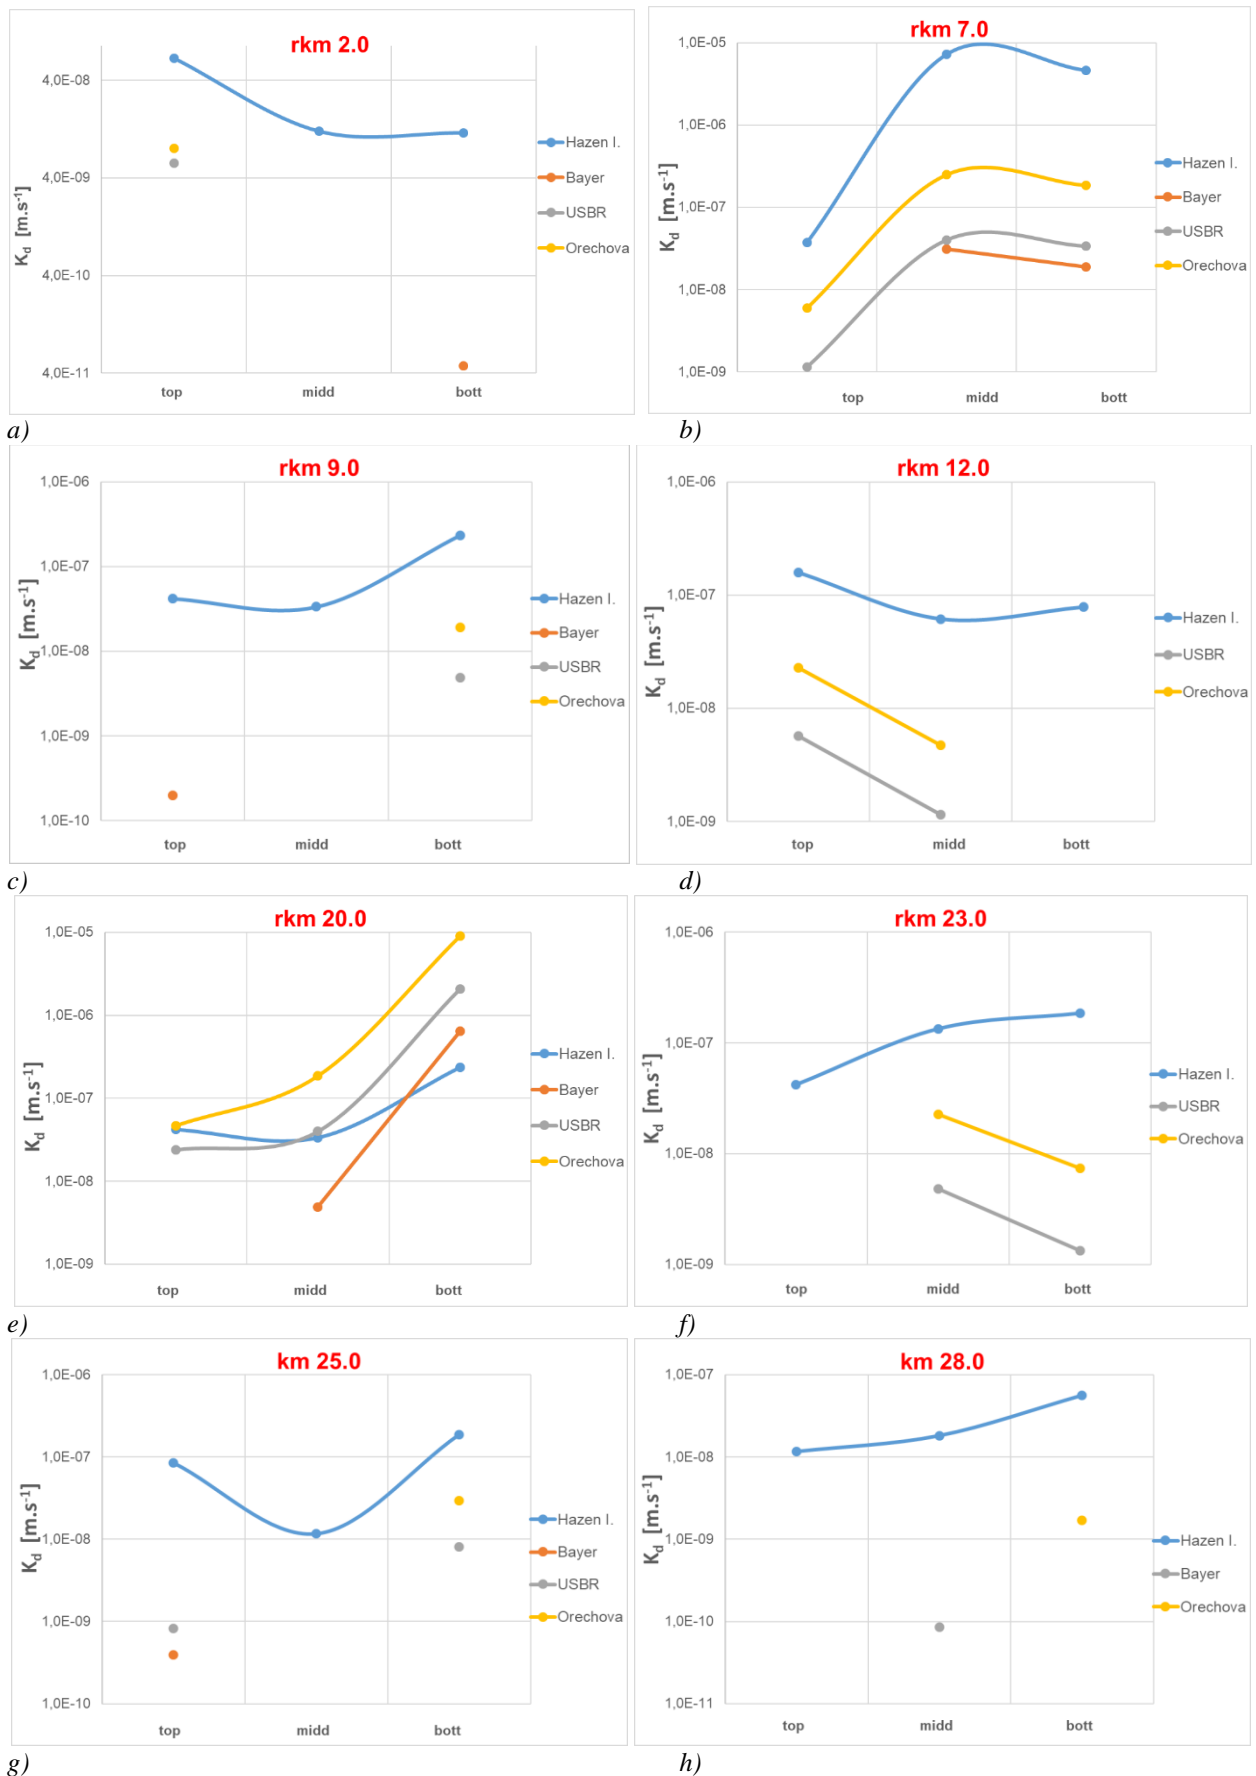 rkm 2.0
4,0E-08
4,0E-09
4,0E-10
4,0E-11
K_d [m.s⁻¹]
top midd bott
Hazen I.
Bayer
USBR
Orechova
a)
rkm 7.0
1,0E-05
1,0E-06
1,0E-07
1,0E-08
1,0E-09
K_d [m.s⁻¹]
top midd bott
Hazen I.
Bayer
USBR
Orechova
b)
rkm 9.0
1,0E-06
1,0E-07
1,0E-08
1,0E-09
1,0E-10
K_d [m.s⁻¹]
top midd bott
Hazen I.
Bayer
USBR
Orechova
c)
rkm 12.0
1,0E-06
1,0E-07
1,0E-08
1,0E-09
K_d [m.s⁻¹]
top midd bott
Hazen I.
USBR
Orechova
d)
rkm 20.0
1,0E-05
1,0E-06
1,0E-07
1,0E-08
1,0E-09
K_d [m.s⁻¹]
top midd bott
Hazen I.
Bayer
USBR
Orechova
e)
rkm 23.0
1,0E-06
1,0E-07
1,0E-08
1,0E-09
K_d [m.s⁻¹]
top midd bott
Hazen I.
USBR
Orechova
f)
km 25.0
1,0E-06
1,0E-07
1,0E-08
1,0E-09
1,0E-10
K_d [m.s⁻¹]
top midd bott
Hazen I.
Bayer
USBR
Orechova
g)
km 28.0
1,0E-07
1,0E-08
1,0E-09
1,0E-10
1,0E-11
K_d [m.s⁻¹]
top midd bott
Hazen I.
Bayer
Orechova
h)